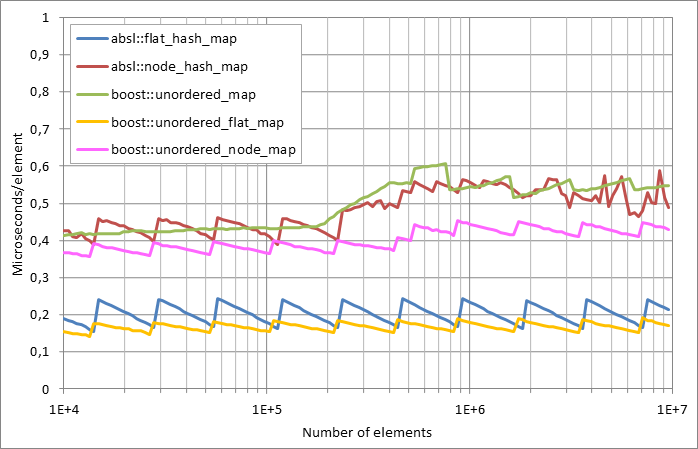 1
0,9
0,8
0,7
0,6
0,5
0,4
0,3
0,2
0,1
0
Microseconds/element
absl::flat_hash_map
absl::node_hash_map
boost::unordered_map
boost::unordered_flat_map
boost::unordered_node_map
1E+4 1E+5 1E+6 1E+7
Number of elements